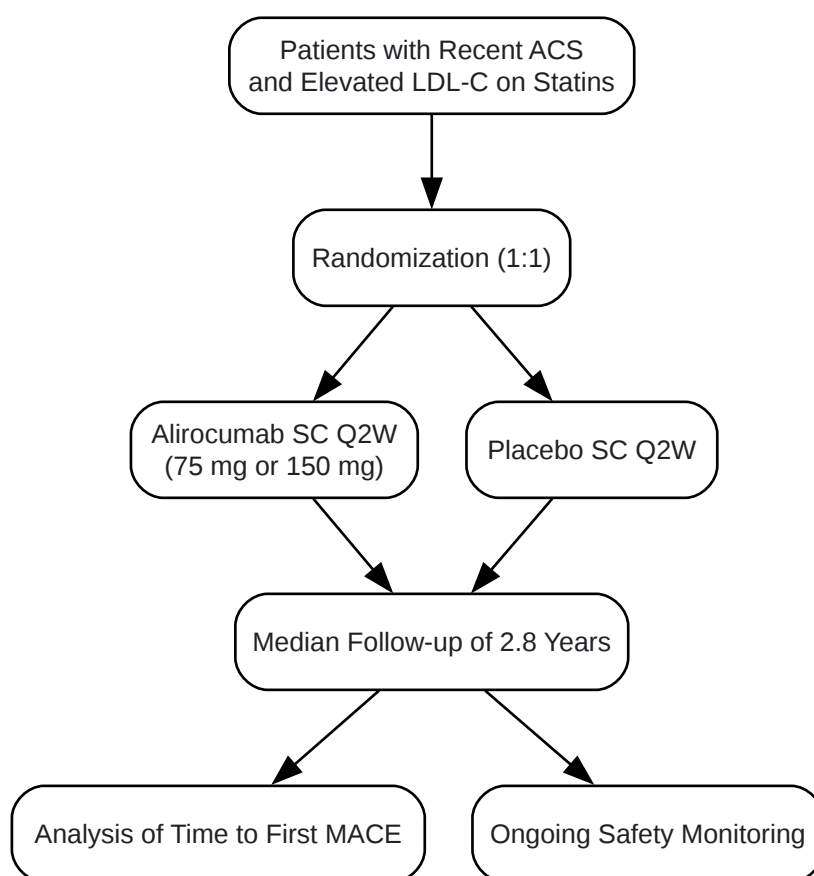 Patients with Recent ACS
and Elevated LDL-C on Statins
Randomization (1:1)
Alirocumab SC Q2W
(75 mg or 150 mg)
Placebo SC Q2W
Median Follow-up of 2.8 Years
Analysis of Time to First MACE
Ongoing Safety Monitoring